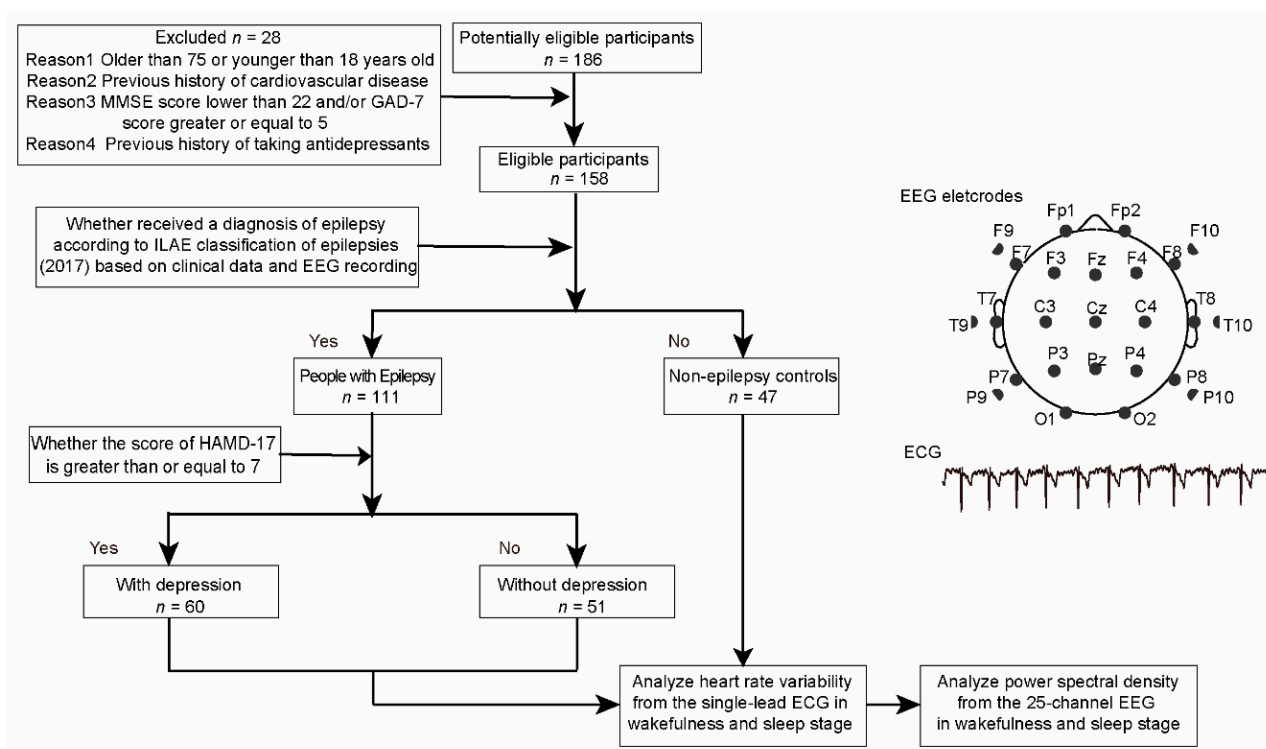 Excluded n = 28
Reason1 Older than 75 or younger than 18 years old
Reason2 Previous history of cardiovascular disease
Reason3 MMSE score lower than 22 and/or GAD-7
score greater or equal to 5
Reason4 Previous history of taking antidepressants
Potentially eligible participants
n = 186
Eligible participants
n = 158
Whether received a diagnosis of epilepsy
according to ILAE classification of epilepsies
(2017) based on clinical data and EEG recording
Yes
No
People with Epilepsy
n = 111
Non-epilepsy controls
n = 47
Whether the score of HAMD-17
is greater than or equal to 7
Yes
No
With depression
n = 60
Without depression
n = 51
Analyze heart rate variability
from the single-lead ECG in
wakefulness and sleep stage
Analyze power spectral density
from the 25-channel EEG
in wakefulness and sleep stage
EEG eletcrodes
Fp1 Fp2
F9 F10
F7 F3 Fz F4 F8
T7 T8
T9 C3 Cz C4 T10
P3 Pz P4
P7 P8
P9 P10
O1 O2
ECG